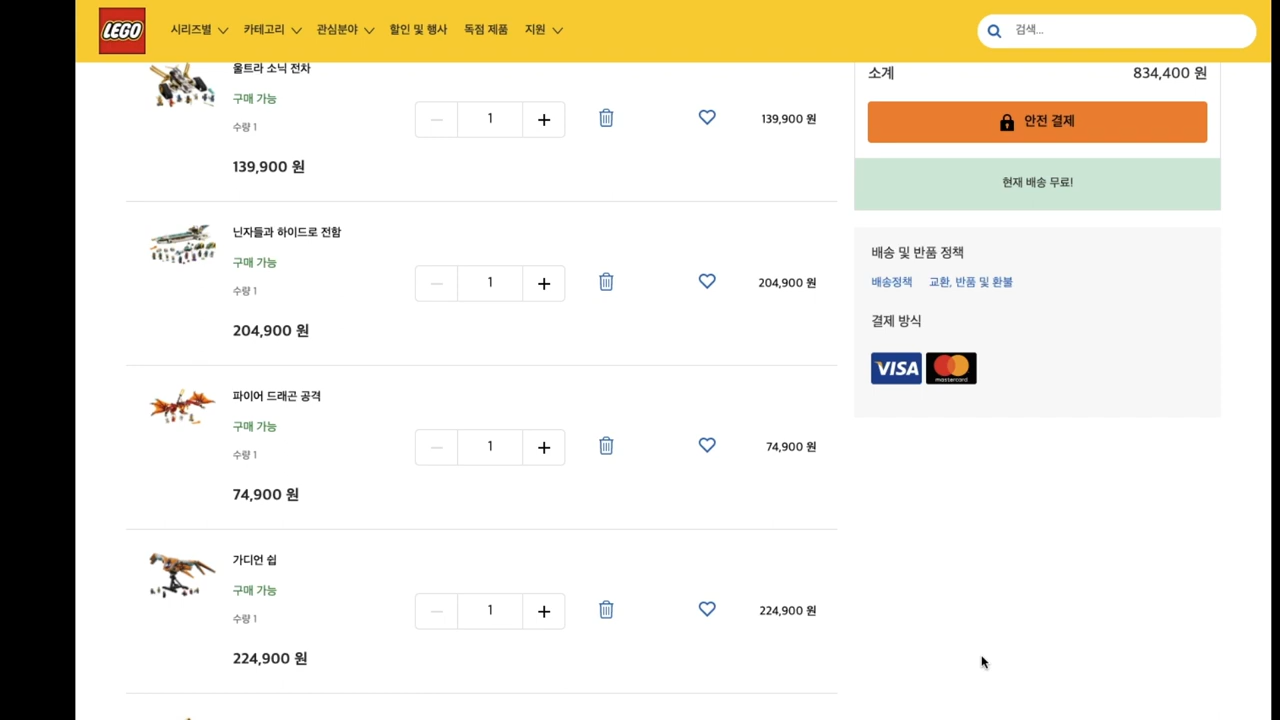 LEGO
시리즈별 카테고리 관심분야 할인 및 행사 독점 제품 지원 검색...
울트라 소닉 전차
구매 가능
수량 1
1
139,900 원
139,900 원
닌자들과 하이드로 전함
구매 가능
수량 1
1
204,900 원
204,900 원
파이어 드래곤 공격
구매 가능
수량 1
1
74,900 원
74,900 원
가디언 쉽
구매 가능
수량 1
1
224,900 원
224,900 원
소계 834,400 원
안전 결제
현재 배송 무료!
배송 및 반품 정책
배송정책 교환, 반품 및 환불
결제 방식
VISA mastercard